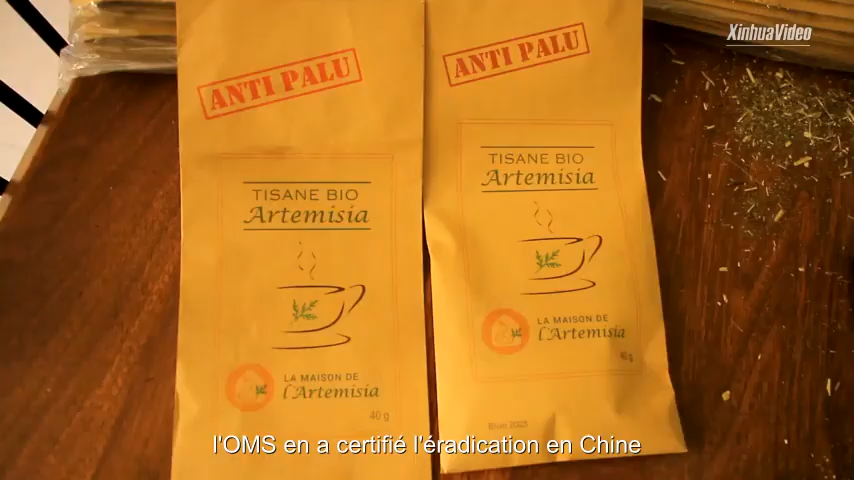 XinhuaVideo
ANTI PALU
TISANE BIO
Artemisia
LA MAISON DE
l'Artemisia
40 g
ANTI PALU
TISANE BIO
Artemisia
LA MAISON DE
l'Artemisia
40 g
l'OMS en a certifié l'éradication en Chine